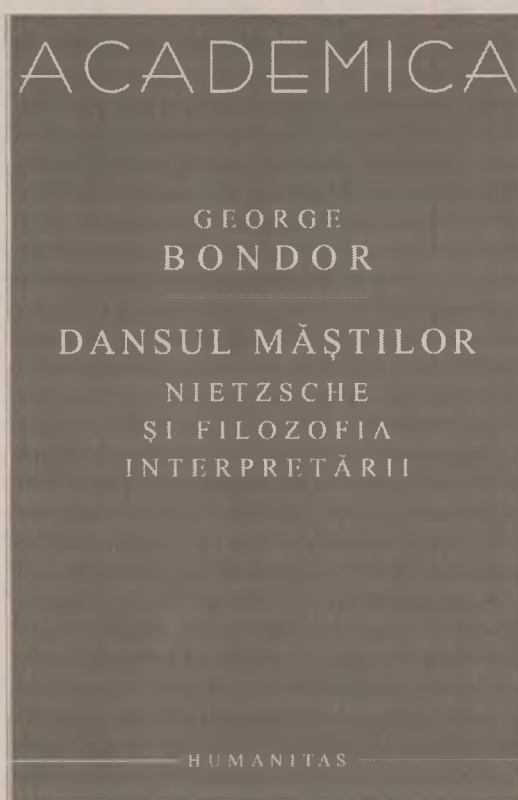 ACADEMICA
GEORGE
BONDOR
DANSUL MĂŞTILOR
NIETZSCHE
ŞI FILOZOFIA
INTERPRETĂRII
HUMANITAS